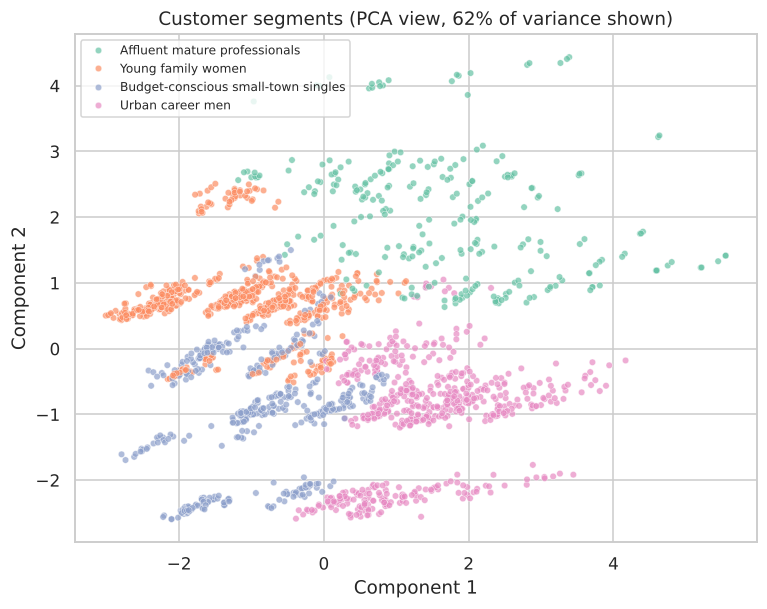 Customer segments (PCA view, 62% of variance shown)
Affluent mature professionals
Young family women
Budget-conscious small-town singles
Urban career men
Component 2
4
3
2
1
0
−1
−2
−2
0
2
4
Component 1